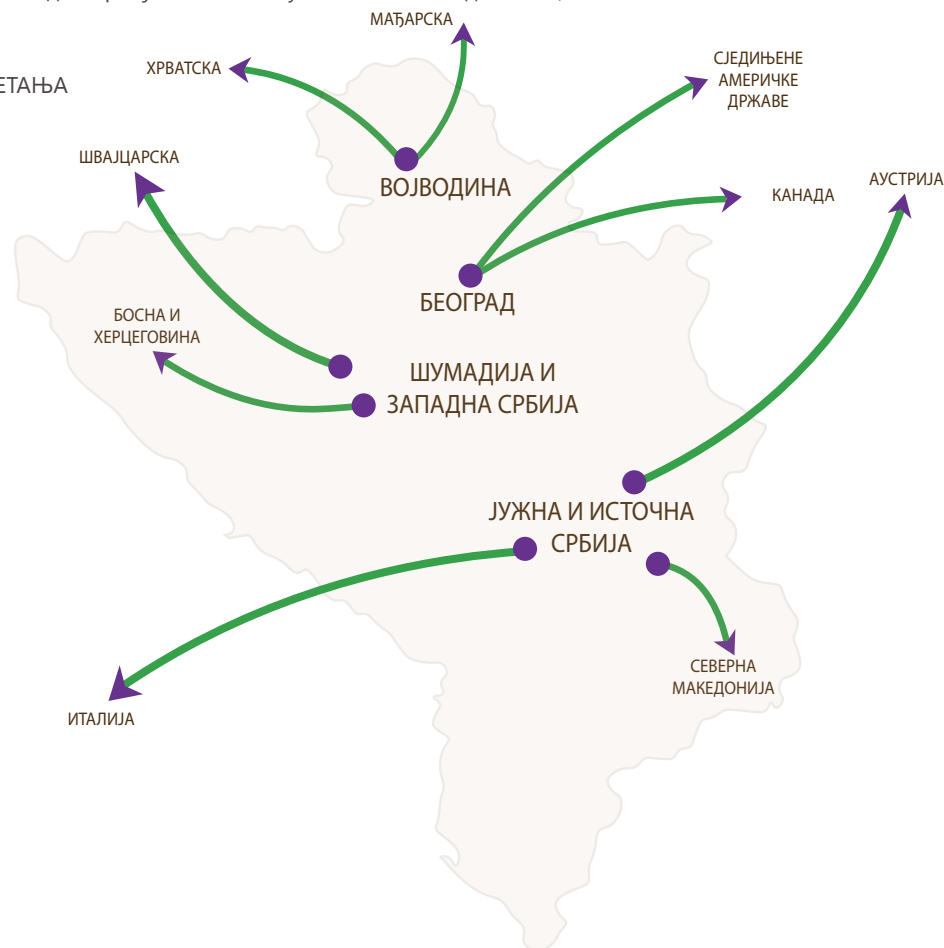 МАЂАРСКА
ХРВАТСКА
СЈЕДИЊЕНЕ
АМЕРИЧКЕ
ДРЖАВЕ
ЕТАЊА
ШВАЈЦАРСКА
ВОЈВОДИНА
КАНАДА
АУСТРИЈА
БЕОГРАД
БОСНА И
ХЕРЦЕГОВИНА
ШУМАДИЈА И
ЗАПАДНА СРБИЈА
ЈУЖНА И ИСТОЧНА
СРБИЈА
СЕВЕРНА
МАКЕДОНИЈА
ИТАЛИЈА